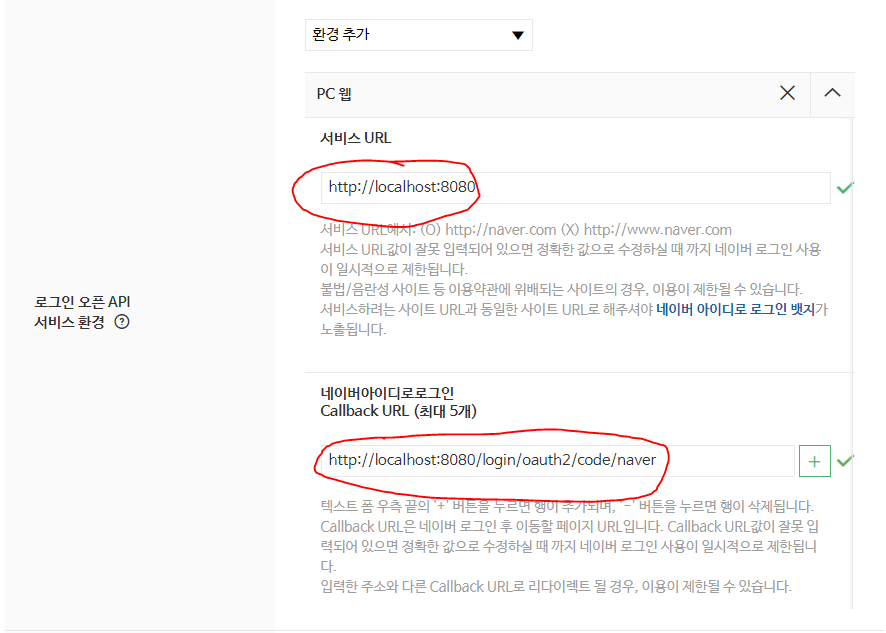 환경 추가
PC 웹
서비스 URL
http://localhost:8080
서비스 URL예시: (O) http://naver.com (X) http://www.naver.com
서비스 URL값이 잘못 입력되어 있으면 정확한 값으로 수정하실 때 까지 네이버 로그인 사용
이 일시적으로 제한됩니다.
불법/음란성 사이트 등 이용약관에 위배되는 사이트의 경우, 이용이 제한될 수 있습니다.
서비스하려는 사이트 URL과 동일한 사이트 URL로 해주셔야 네이버 아이디로 로그인 뱃지가
노출됩니다.
로그인 오픈 API
서비스 환경 ?
네이버아이디로로그인
Callback URL (최대 5개)
http://localhost:8080/login/oauth2/code/naver
텍스트 폼 우측 끝의 '+' 버튼을 누르면 행이 추가되며, '-' 버튼을 누르면 행이 삭제됩니다.
Callback URL은 네이버 로그인 후 이동할 페이지 URL입니다. Callback URL값이 잘못 입
력되어 있으면 정확한 값으로 수정하실 때 까지 네이버 로그인 사용이 일시적으로 제한됩니
다.
입력한 주소와 다른 Callback URL로 리다이렉트 될 경우, 이용이 제한될 수 있습니다.